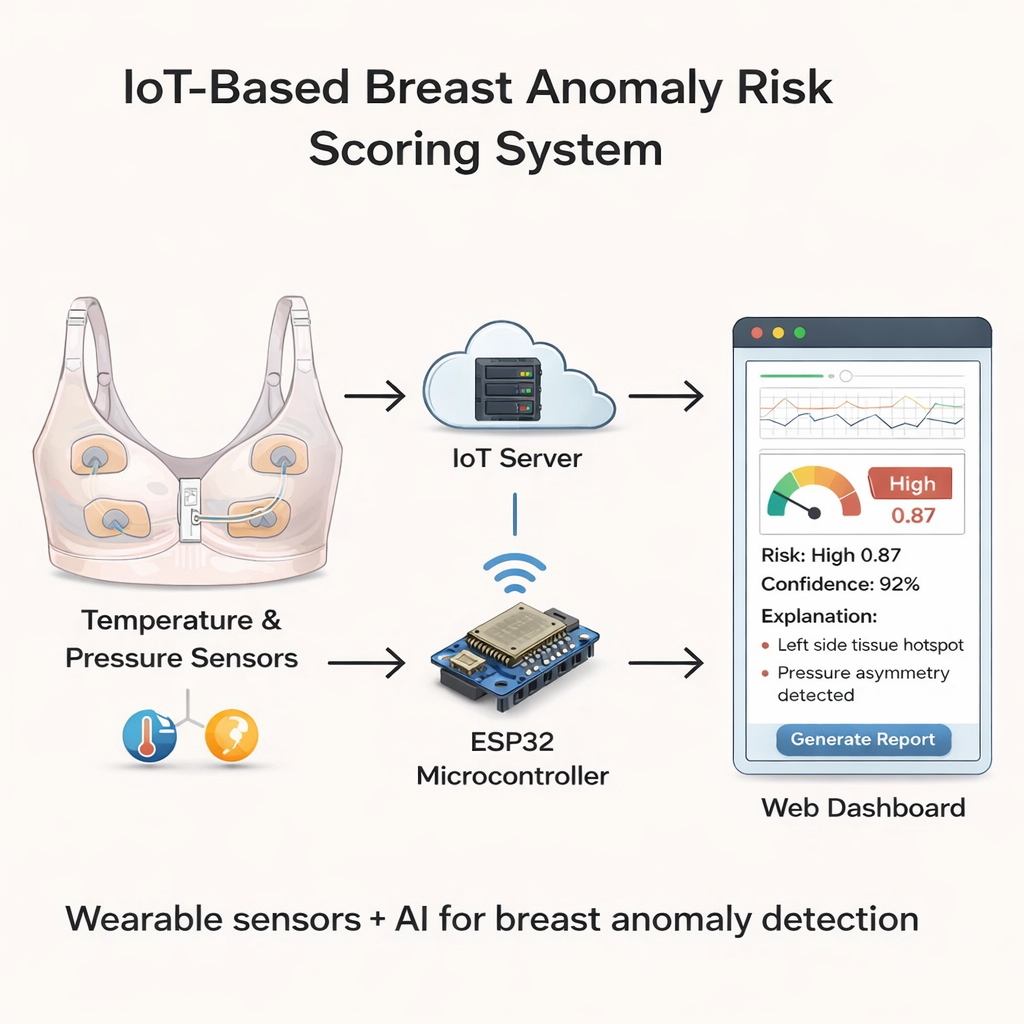 IoT-Based Breast Anomaly Risk
Scoring System
IoT Server
High
0.87
Risk: High 0.87
Confidence: 92%
Explanation:
• Left side tissue hotspot
• Pressure asymmetry
detected
Generate Report
Temperature &
Pressure Sensors
ESP32
Microcontroller
Web Dashboard
Wearable sensors + AI for breast anomaly detection